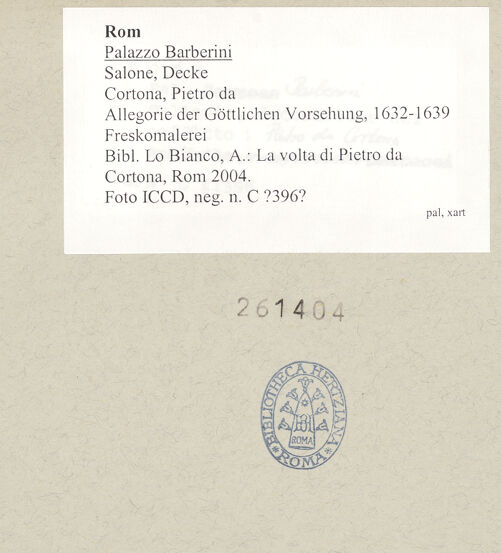 Rom
Palazzo Barberini
Salone, Decke
Cortona, Pietro da
Allegorie der Göttlichen Vorsehung, 1632-1639
Freskomalerei
Bibl. Lo Bianco, A.: La volta di Pietro da
Cortona, Rom 2004.
Foto ICCD, neg. n. C ?396?
pal, xart
261404
BIBLIOTHECA HERTZIANA
ROMA
ROMA